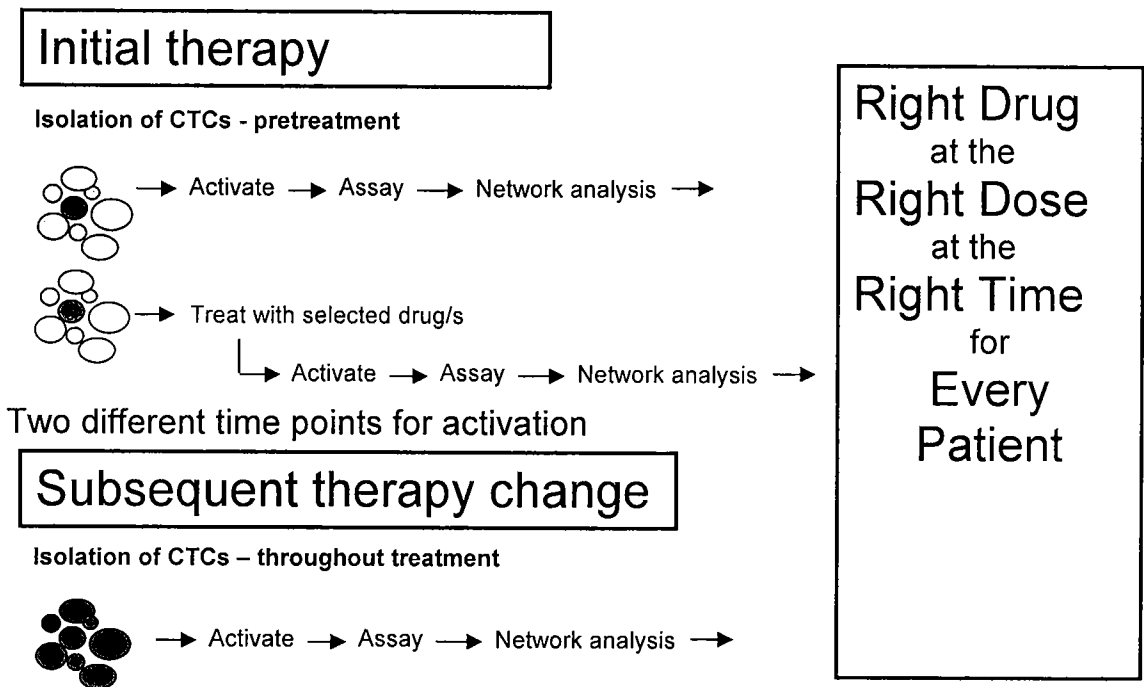 Initial therapy
Isolation of CTCs - pretreatment
Activate Assay Network analysis
Treat with selected drug/s
Activate Assay Network analysis
Two different time points for activation
Subsequent therapy change
Isolation of CTCs – throughout treatment
Activate Assay Network analysis
Right Drug
at the
Right Dose
at the
Right Time
for
Every
Patient